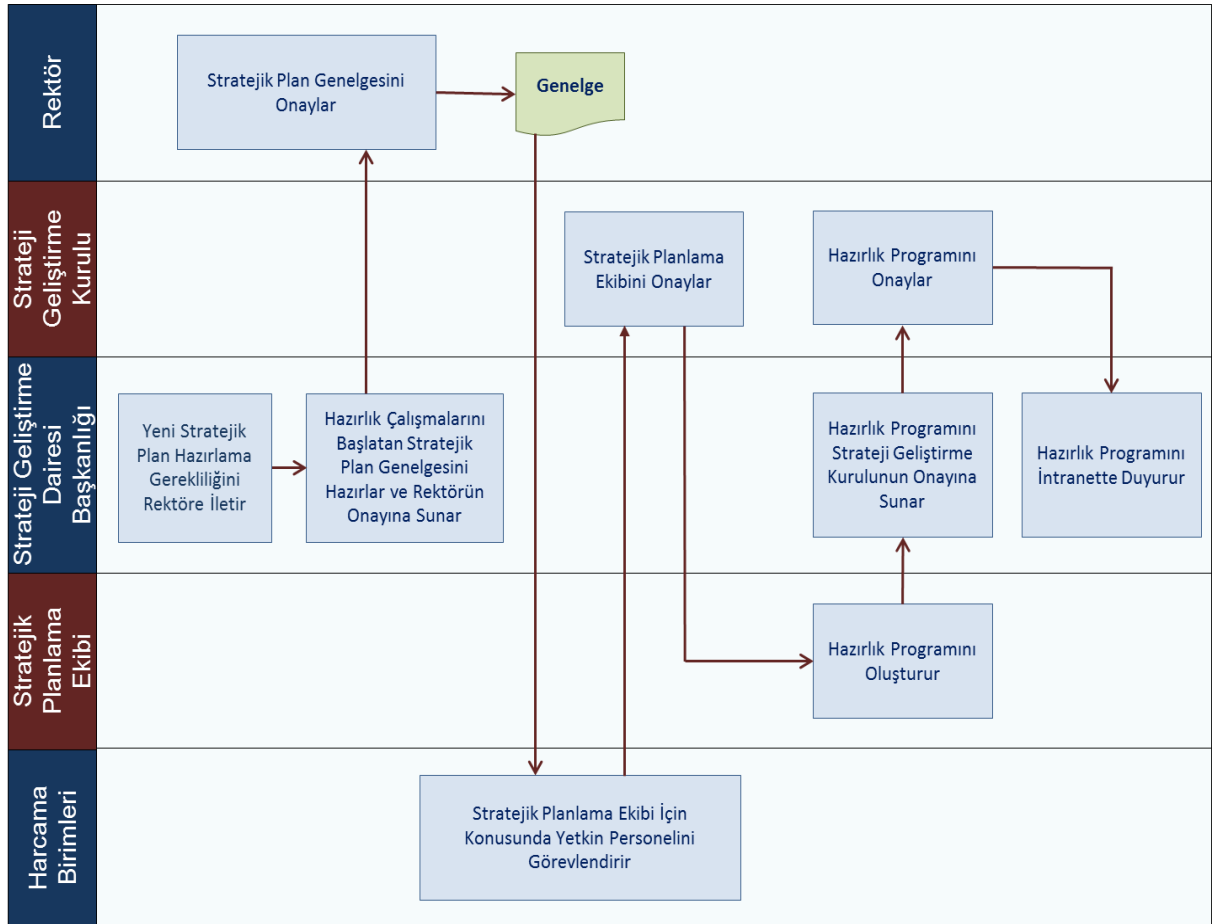 Rektör
Stratejik Plan Genelgesini
Onaylar
Genelge
Strateji
Geliştirme
Kurulu
Stratejik Planlama
Ekibini Onaylar
Hazırlık Programını
Onaylar
Strateji Geliştirme
Dairesi
Başkanlığı
Yeni Stratejik
Plan Hazırlama
Gerekliliğini
Rektöre İletir
Hazırlık Çalışmalarını
Başlatan Stratejik
Plan Genelgesini
Hazırlar ve Rektörün
Onayına Sunar
Hazırlık Programını
Strateji Geliştirme
Kurulunun Onayına
Sunar
Hazırlık Programını
İntranette Duyurur
Stratejik
Planlama
Ekibi
Hazırlık Programını
Oluşturur
Harcama
Birimleri
Stratejik Planlama Ekibi İçin
Konusunda Yetkin Personelini
Görevlendirir